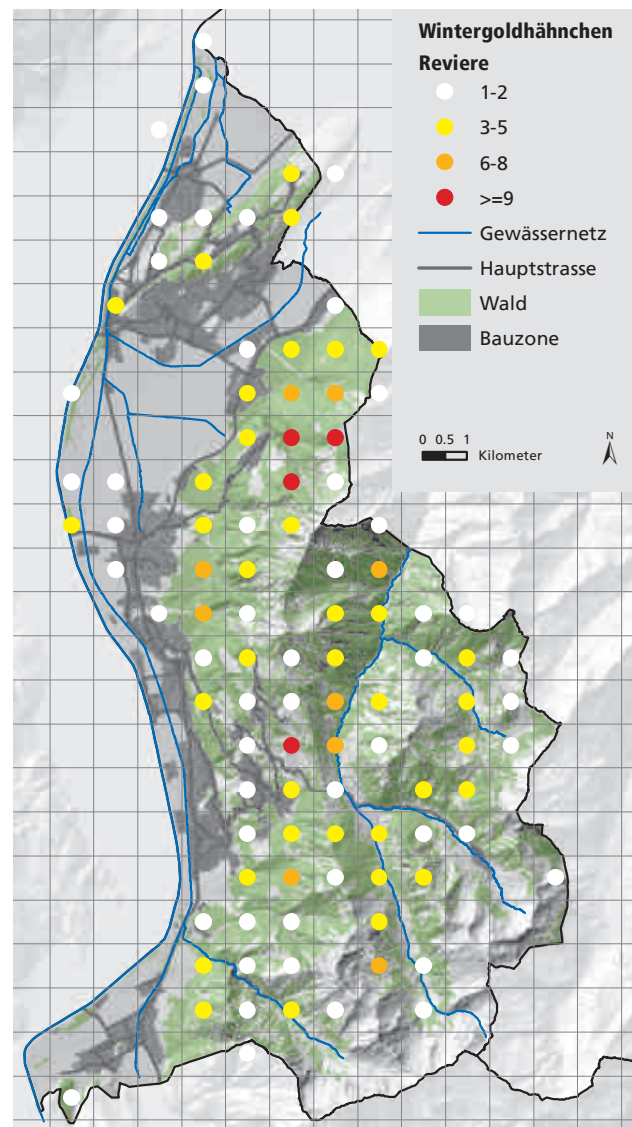 Wintergoldhähnchen
Reviere
1-2
3-5
6-8
>=9
Gewässernetz
Hauptstrasse
Wald
Bauzone
0 0.5 1
Kilometer
N